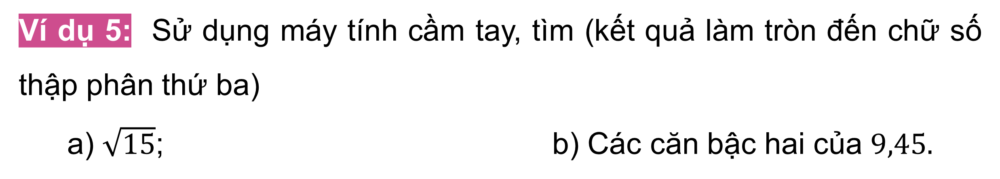 Ví dụ 5: Sử dụng máy tính cầm tay, tìm (kết quả làm tròn đến chữ số
thập phân thứ ba)
a) √15; b) Các căn bậc hai của 9,45.